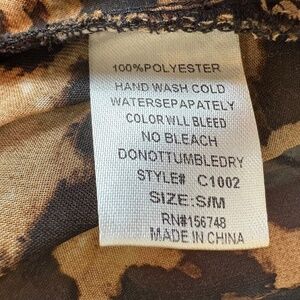 100%POLYESTER
HAND WASH COLD
WATERSEPAPATELY
COLOR WLL BLEED
NO BLEACH
DONOTTUMBLEDRY
STYLE# C1002
SIZE:S/M
RN#156748
MADE IN CHINA